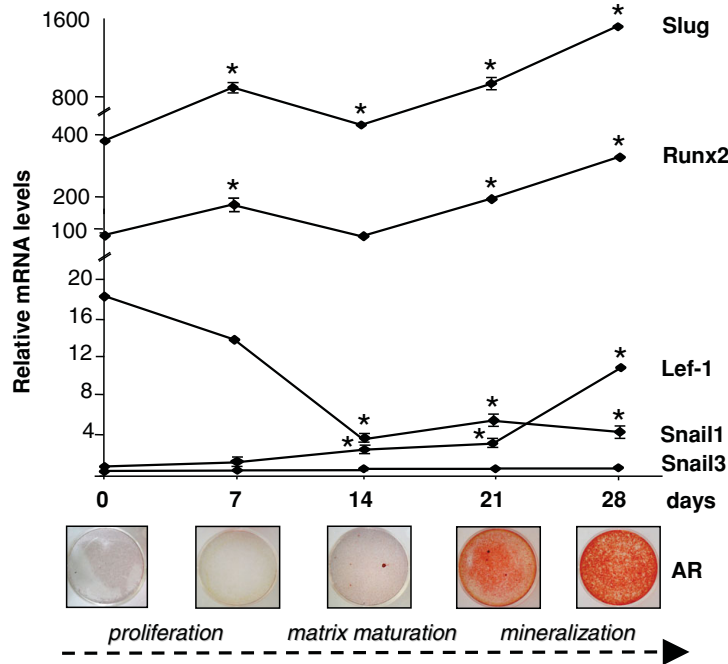 1600
Slug
800
400
Runx2
200
100
Relative mRNA levels
20
16
12
Lef-1
8
4
Snail1
Snail3
0 7 14 21 28 days
AR
proliferation matrix maturation mineralization
* * * *
* * *
* * *
* * *